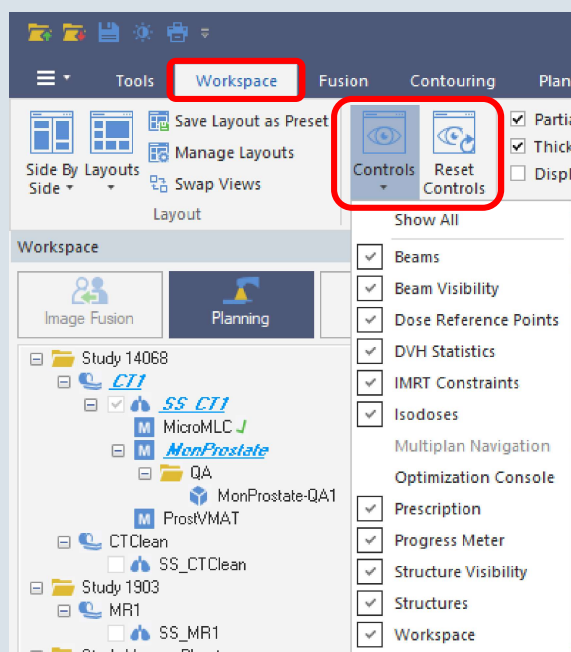 Tools Workspace Fusion Contouring Plan
Save Layout as Preset
Manage Layouts
Swap Views
Side By Side
Layouts
Layout
Controls
Reset Controls
Partia
Thick
Displ
Show All
Beams
Beam Visibility
Dose Reference Points
DVH Statistics
IMRT Constraints
Isodoses
Multiplan Navigation
Optimization Console
Prescription
Progress Meter
Structure Visibility
Structures
Workspace
Workspace
Image Fusion
Planning
Study 14068
CT1
SS_CT1
M MicroMLC
M MonProstate
QA
MonProstate-QA1
M ProstVMAT
CTClean
SS_CTClean
Study 1903
MR1
SS_MR1